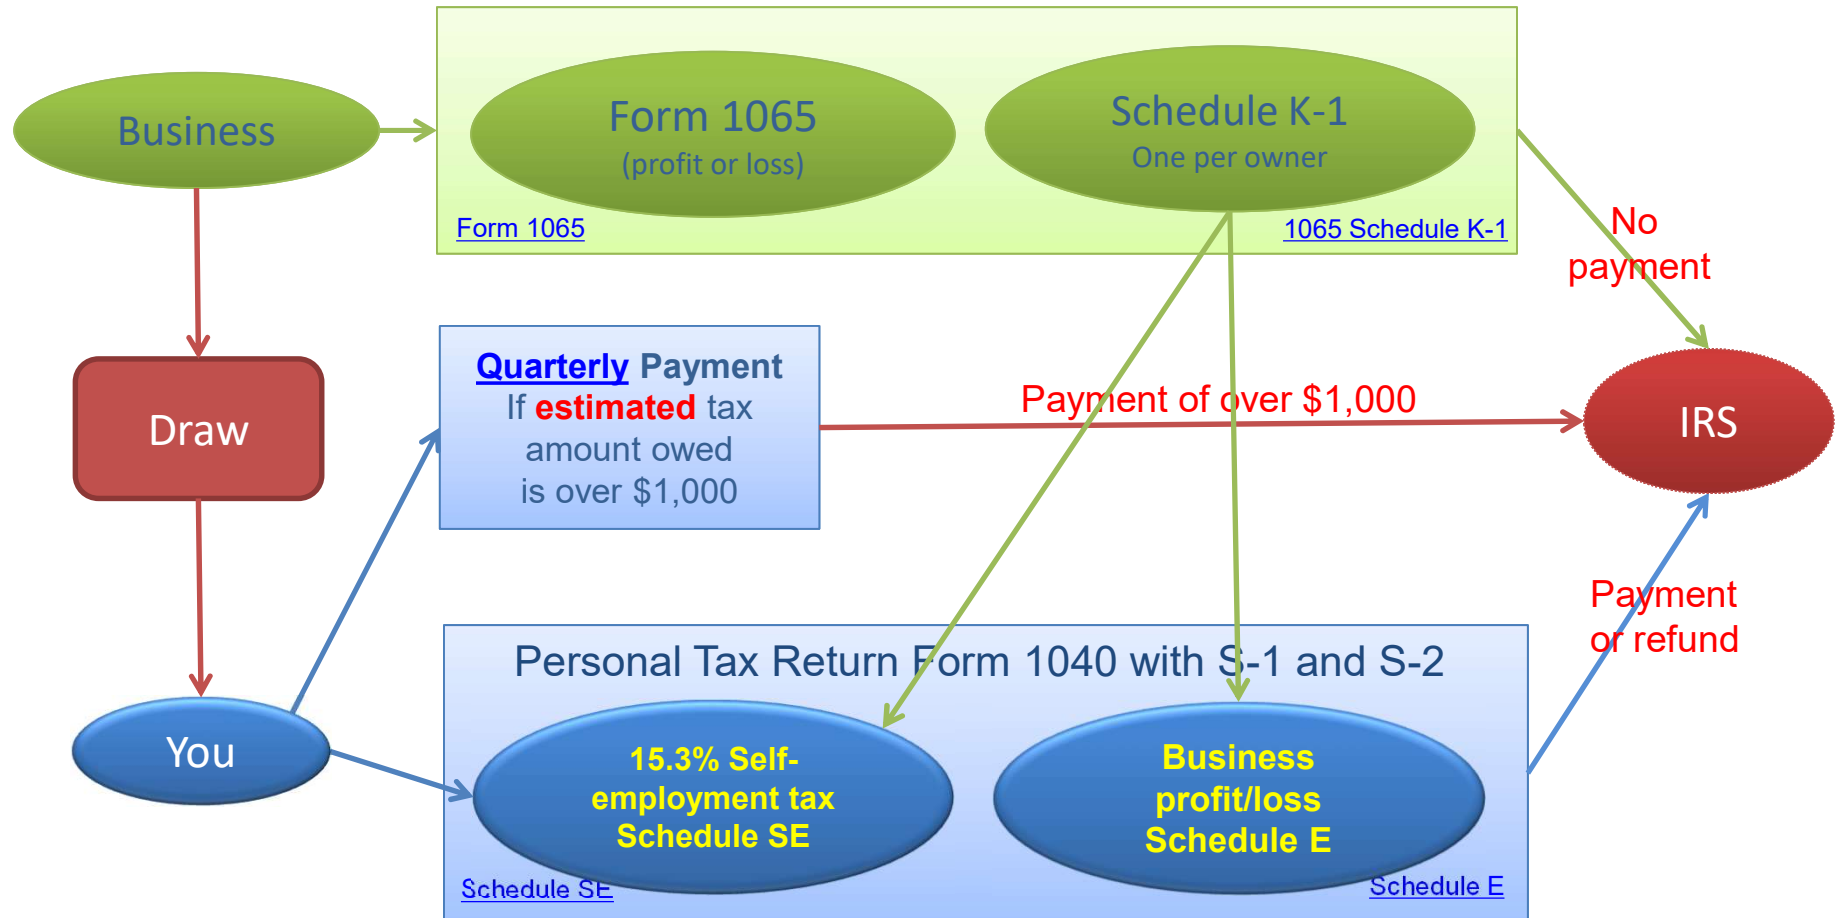 Business
Form 1065
(profit or loss)
Schedule K-1
One per owner
Form 1065
1065 Schedule K-1
No
payment
Draw
Quarterly Payment
If estimated tax
amount owed
is over $1,000
Payment of over $1,000
IRS
Payment
or refund
Personal Tax Return Form 1040 with S-1 and S-2
You
15.3% Self-
employment tax
Schedule SE
Business
profit/loss
Schedule E
Schedule SE
Schedule E